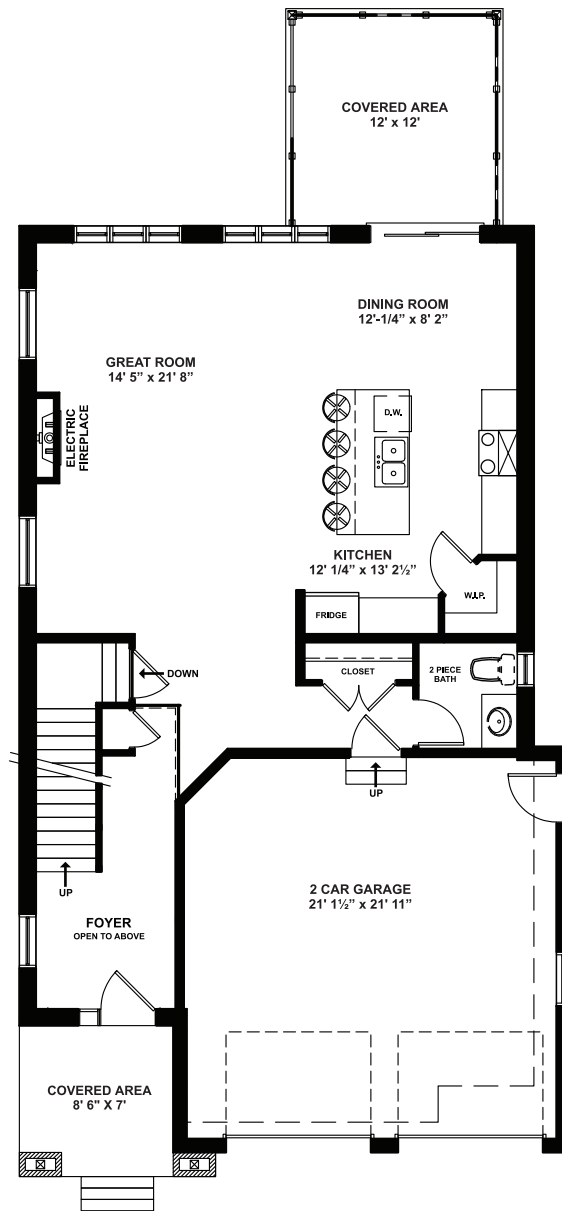 COVERED AREA
12' x 12'
DINING ROOM
12'-1/4” x 8' 2”
GREAT ROOM
14' 5” x 21' 8”
D.W.
ELECTRIC
FIREPLACE
KITCHEN
12' 1/4” x 13' 2½”
W.I.P.
FRIDGE
DOWN
CLOSET
2 PIECE
BATH
UP
UP
2 CAR GARAGE
21' 1½” x 21' 11”
FOYER
OPEN TO ABOVE
COVERED AREA
8' 6" X 7'